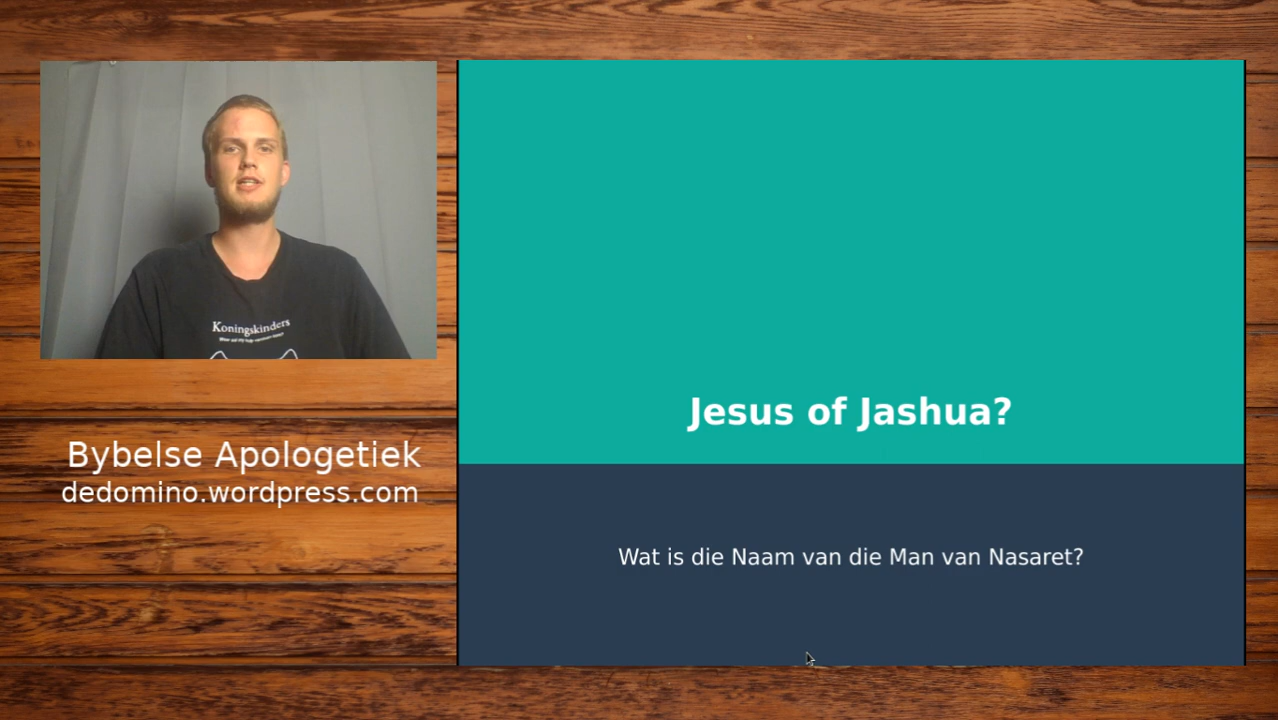 Koningskinders
Bybelse Apologetiek
dedomino.wordpress.com
Jesus of Jashua?
Wat is die Naam van die Man van Nasaret?